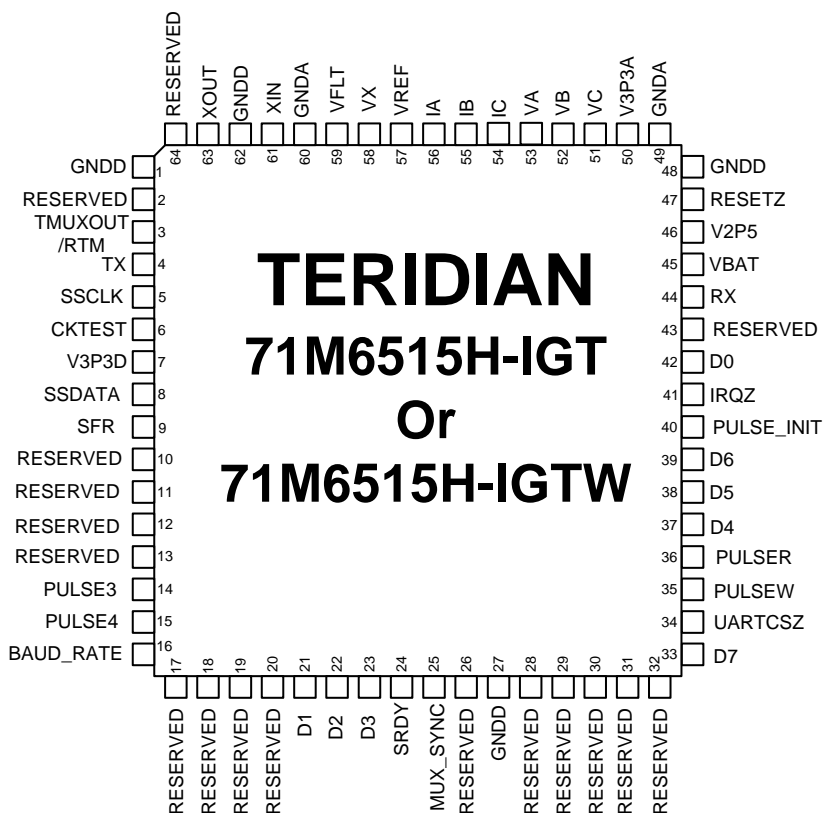 RESERVED
XOUT
GNDD
XIN
GNDA
VFLT
VX
VREF
IA
IB
IC
VA
VB
VC
V3P3A
GNDA
64
63
62
61
60
59
58
57
56
55
54
53
52
51
50
49
GNDD 1
RESERVED 2
TMUXOUT
/RTM 3
TX 4
SSCLK 5
CKTEST 6
V3P3D 7
SSDATA 8
SFR 9
RESERVED 10
RESERVED 11
RESERVED 12
RESERVED 13
PULSE3 14
PULSE4 15
BAUD_RATE 16
TERIDIAN
71M6515H-IGT
Or
71M6515H-IGTW
48 GNDD
47 RESETZ
46 V2P5
45 VBAT
44 RX
43 RESERVED
42 D0
41 IRQZ
40 PULSE_INIT
39 D6
38 D5
37 D4
36 PULSER
35 PULSEW
34 UARTCSZ
33 D7
17
18
19
20
21
22
23
24
25
26
27
28
29
30
31
32
RESERVED
RESERVED
RESERVED
RESERVED
D1
D2
D3
SRDY
MUX_SYNC
RESERVED
GNDD
RESERVED
RESERVED
RESERVED
RESERVED
RESERVED